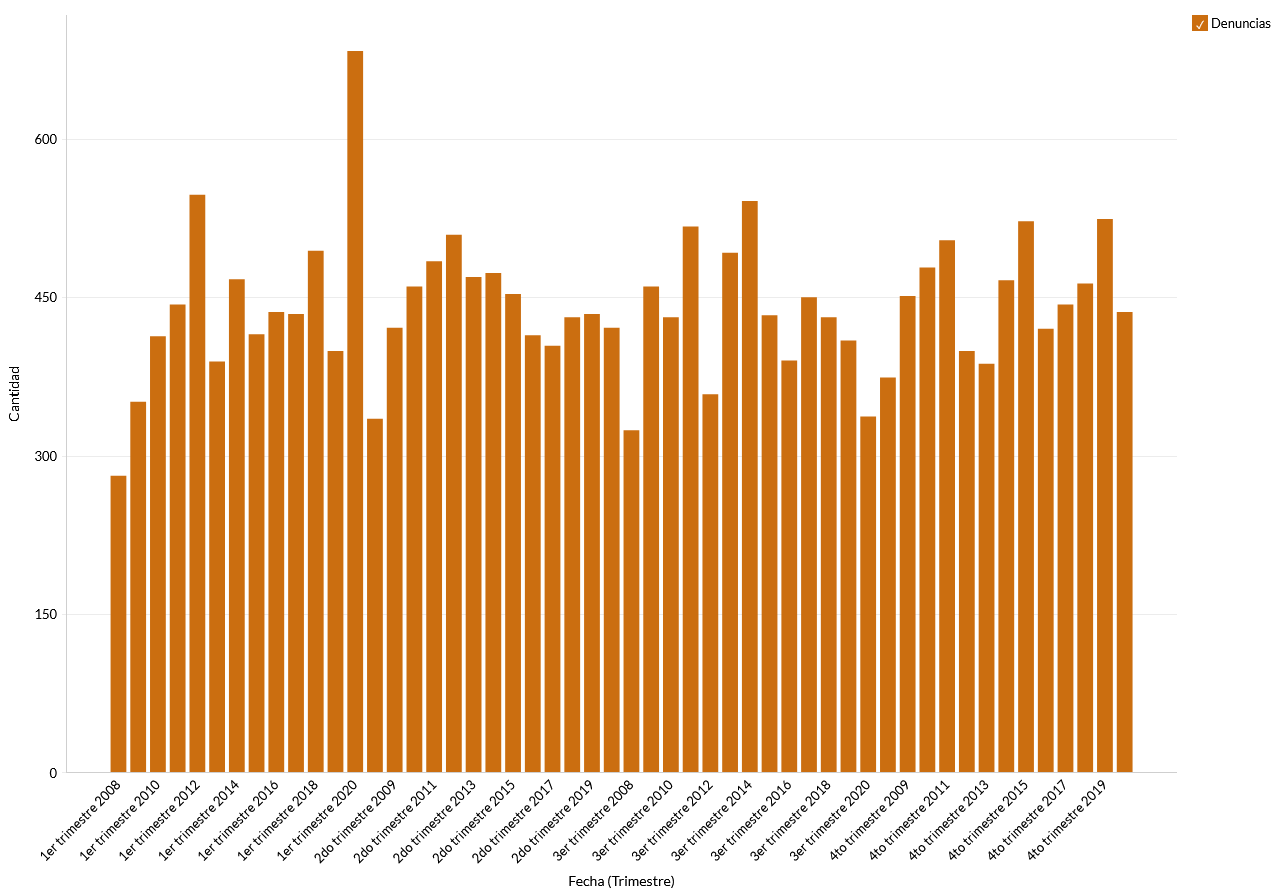 Denuncias
600
450
300
150
0
Cantidad
1er trimestre 2008
1er trimestre 2010
1er trimestre 2012
1er trimestre 2014
1er trimestre 2016
1er trimestre 2018
1er trimestre 2020
2do trimestre 2009
2do trimestre 2011
2do trimestre 2013
2do trimestre 2015
2do trimestre 2017
2do trimestre 2019
3er trimestre 2008
3er trimestre 2010
3er trimestre 2012
3er trimestre 2014
3er trimestre 2016
3er trimestre 2018
3er trimestre 2020
4to trimestre 2009
4to trimestre 2011
4to trimestre 2013
4to trimestre 2015
4to trimestre 2017
4to trimestre 2019
Fecha (Trimestre)